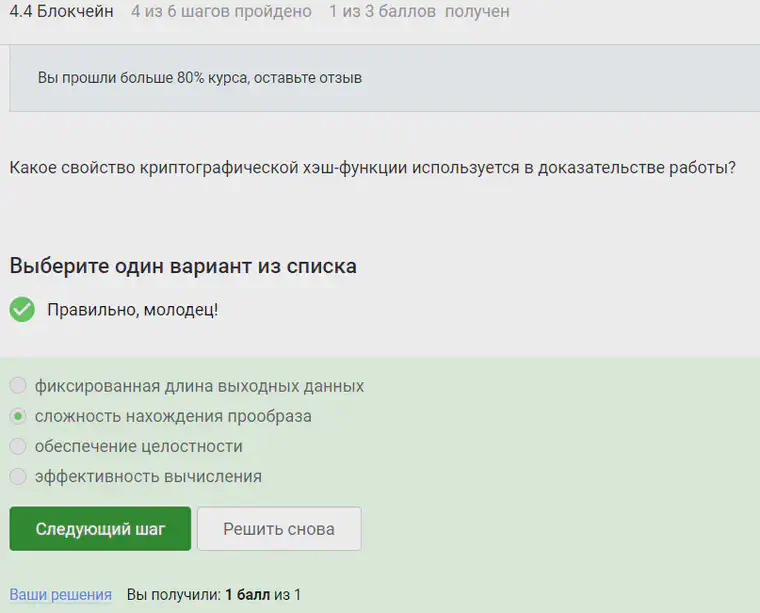 4.4 Блокчейн 4 из 6 шагов пройдено 1 из 3 баллов получен
Вы прошли больше 80% курса, оставьте отзыв
Какое свойство криптографической хэш-функции используется в доказательстве работы?
Выберите один вариант из списка
Правильно, молодец!
фиксированная длина выходных данных
сложность нахождения прообраза
обеспечение целостности
эффективность вычисления
Следующий шаг Решить снова
Ваши решения Вы получили: 1 балл из 1